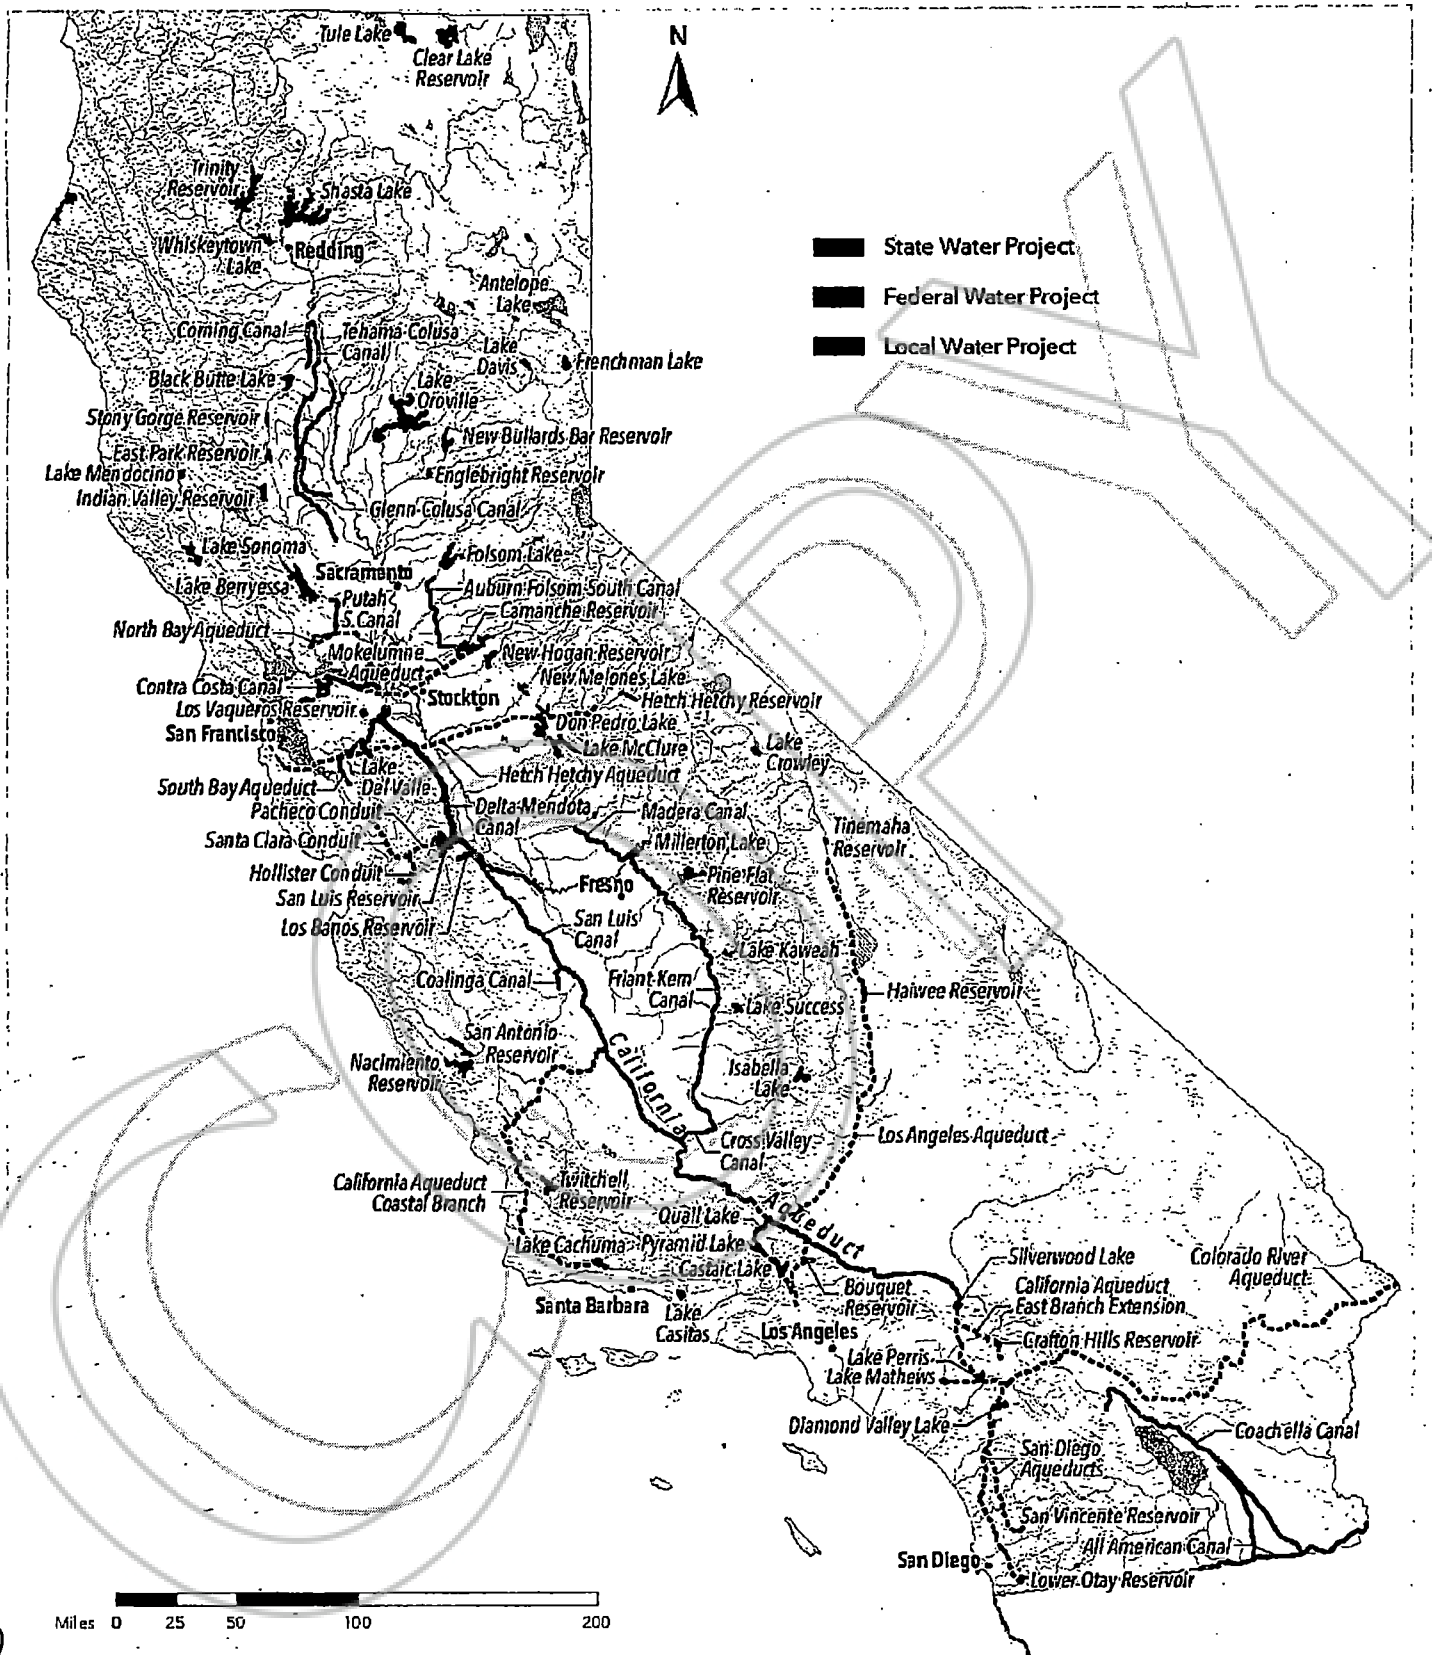 Tule Lake
Clear Lake
Reservoir
N
Trinity
Reservoir
Shasta Lake
Whiskeytown
Lake
Redding
State Water Project
Federal Water Project
Local Water Project
Antelope
Lake
Corning Canal
Tehama-Colusa
Canal
Lake
Davis
Frenchman Lake
Black Butte Lake
Lake
Oroville
Stony Gorge Reservoir
New Bullards Bar Reservoir
East Park Reservoir
Lake Mendocino
Englebright Reservoir
Indian Valley Reservoir
Glenn-Colusa Canal
Lake Sonoma
Folsom Lake
Sacramento
Lake Berryessa
Putah
S.Canal
Auburn Folsom South Canal
Camanche Reservoir
North Bay Aqueduct
Mokelumne
Aqueduct
New Hogan Reservoir
New Melones Lake
Contra Costa Canal
Stockton
Hetch Hetchy Reservoir
Los Vaqueros Reservoir
San Francisco
Don Pedro Lake
Lake McClure
Lake
Crowley
Lake
Del Valle
Hetch Hetchy Aqueduct
South Bay Aqueduct
Pacheco Conduit
Delta-Mendota
Canal
Madera Canal
Tinemaha
Reservoir
Santa Clara Conduit
Millerton Lake
Hollister Conduit
Fresno
Pine Flat
Reservoir
San Luis Reservoir
Los Banos Reservoir
San Luis
Canal
Lake Kaweah
Coalinga Canal
Friant-Kern
Canal
Haiwee Reservoir
Lake Success
San Antonio
Reservoir
Nacimiento
Reservoir
California
Isabella
Lake
Cross Valley
Canal
Los Angeles Aqueduct
California Aqueduct
Coastal Branch
Twitchell
Reservoir
Aqueduct
Quail Lake
Lake Cachuma
Pyramid Lake
Castaic Lake
Silverwood Lake
Colorado River
Aqueduct
Bouquet
Reservoir
California Aqueduct
East Branch Extension
Santa Barbara
Lake
Casitas
Los Angeles
Crafton Hills Reservoir
Lake Perris
Lake Mathews
Diamond Valley Lake
Coachella Canal
San Diego
Aqueducts
San Vincente Reservoir
All American Canal
San Diego
Lower Otay Reservoir
Miles 0 25 50 100 200
COPY